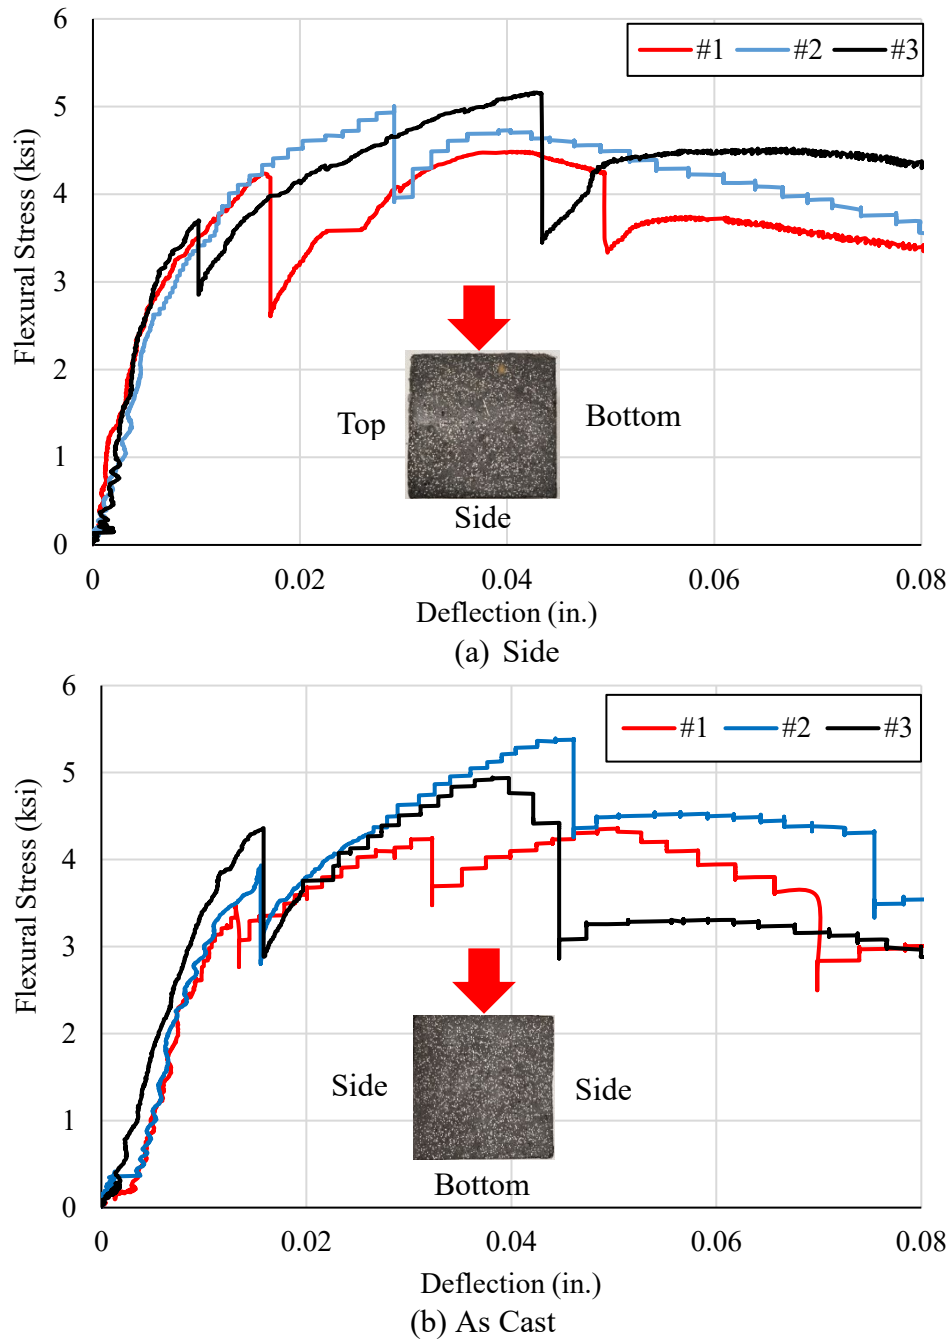 6
#1 #2 #3
5
Flexural Stress (ksi)
4
3
2
Top
Bottom
1
Side
0
0 0.02 0.04 0.06 0.08
Deflection (in.)
(a) Side
6
#1 #2 #3
5
Flexural Stress (ksi)
4
3
2
Side
Side
1
Bottom
0
0 0.02 0.04 0.06 0.08
Deflection (in.)
(b) As Cast